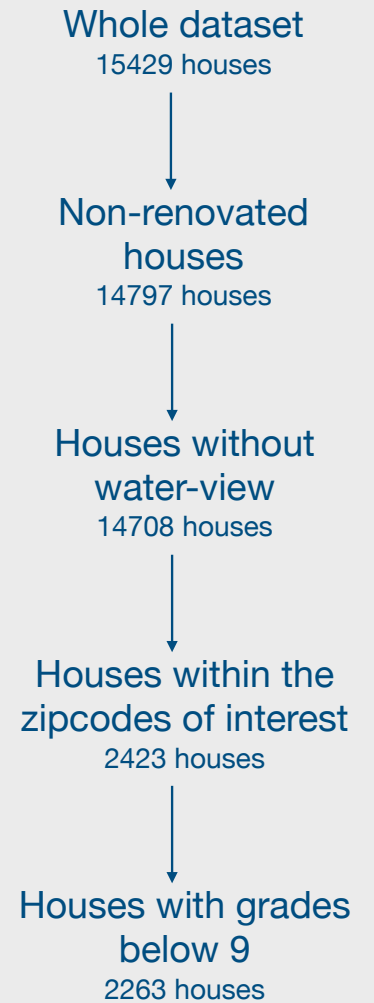 Whole dataset
15429 houses
Non-renovated
houses
14797 houses
Houses without
water-view
14708 houses
Houses within the
zipcodes of interest
2423 houses
Houses with grades
below 9
2263 houses